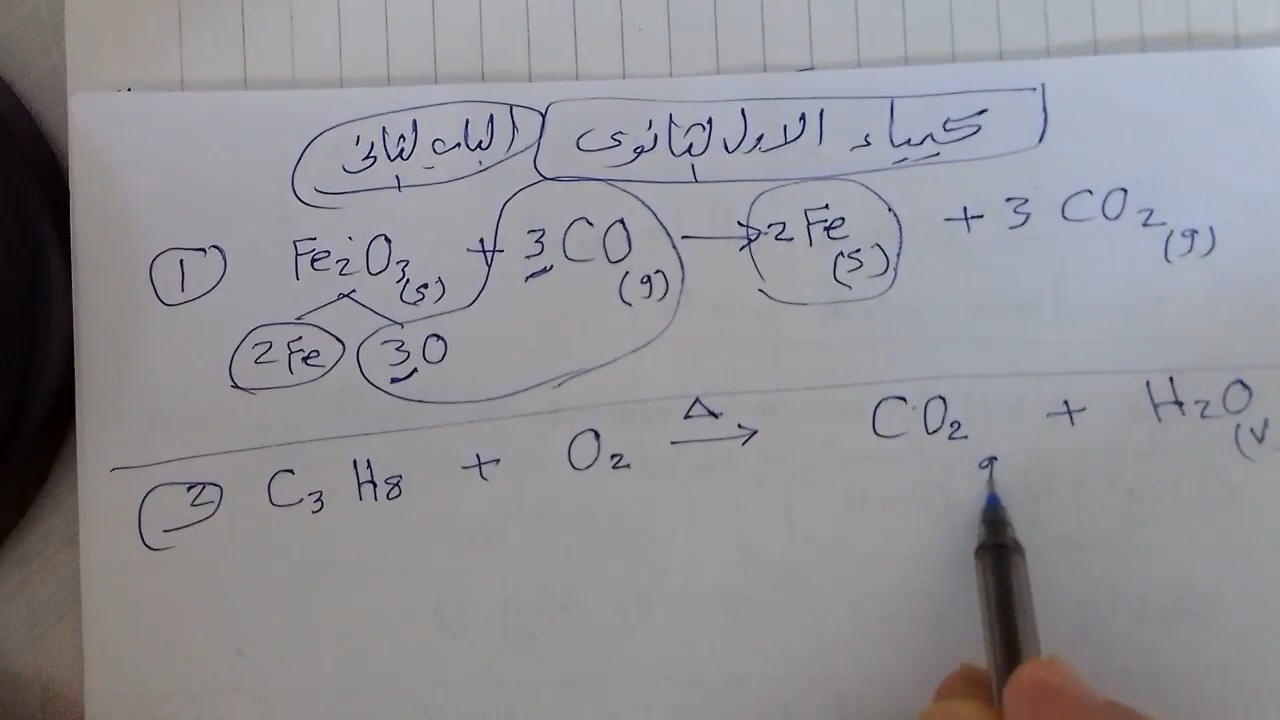 كيمياء الاول الثانوى الباب الثانى
1 Fe2O3(s) + 3CO(g) → 2Fe(s) + 3CO2(g)
2Fe 3O
2 C3H8 + O2 Δ→ CO2 g + H2O(v